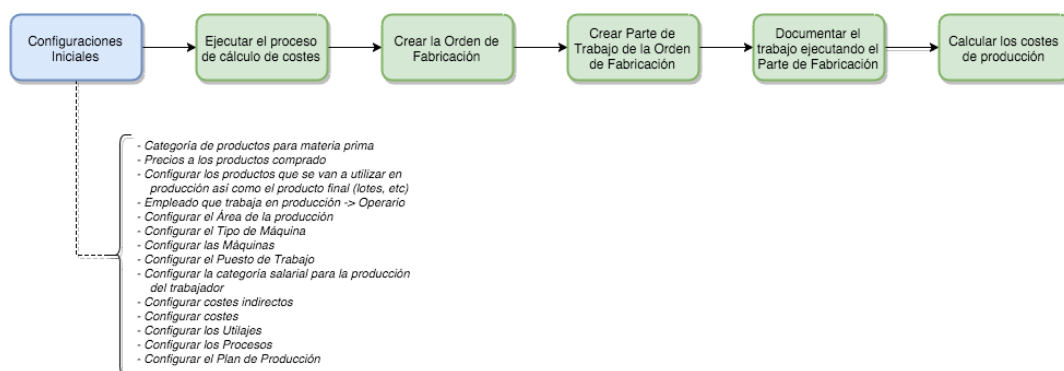 Configuraciones
Iniciales
Ejecutar el proceso
de cálculo de costes
Crear la Orden de
Fabricación
Crear Parte de
Trabajo de la Orden
de Fabricación
Documentar el
trabajo ejecutando el
Parte de Fabricación
Calcular los costes
de producción
- Categoría de productos para materia prima
- Precios a los productos comprado
- Configurar los productos que se van a utilizar en
producción así como el producto final (lotes, etc)
- Empleado que trabaja en producción -> Operario
- Configurar el Área de la producción
- Configurar el Tipo de Máquina
- Configurar las Máquinas
- Configurar el Puesto de Trabajo
- Configurar la categoría salarial para la producción
del trabajador
- Configurar costes indirectos
- Configurar costes
- Configurar los Utilajes
- Configurar los Procesos
- Configurar el Plan de Producción